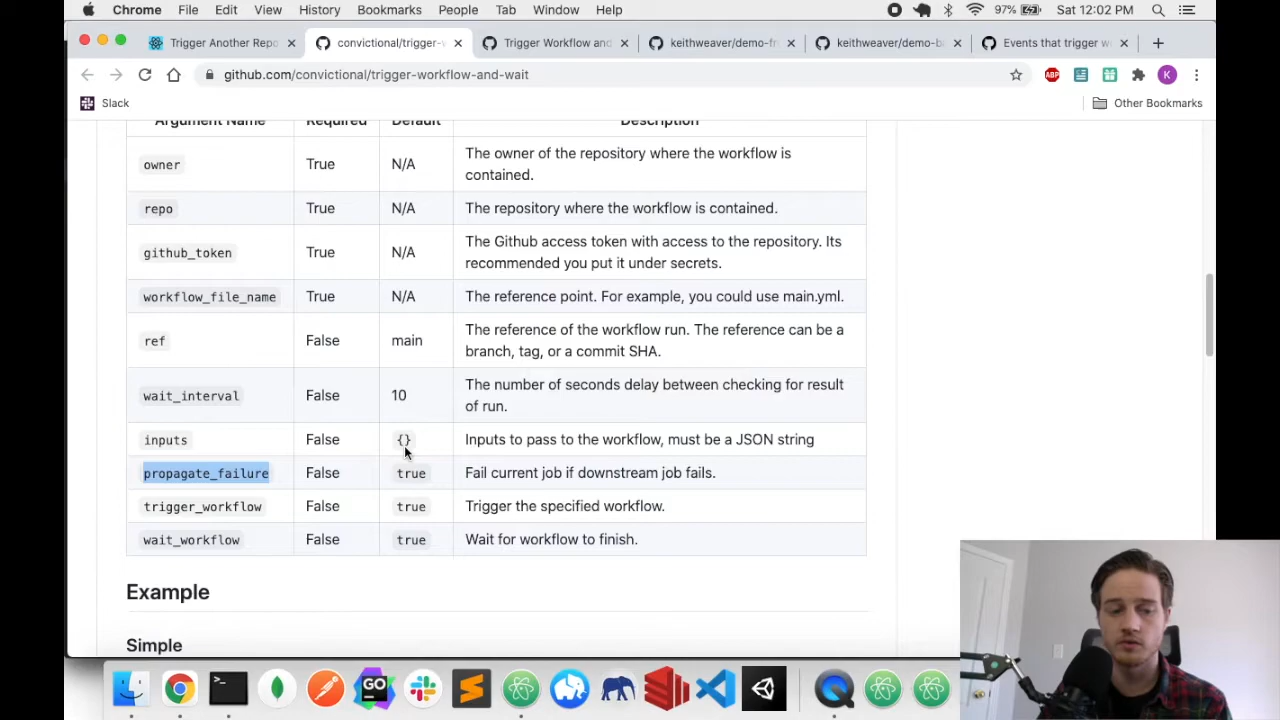 Chrome File Edit View History Bookmarks People Tab Window Help 97% Sat 12:02 PM
Trigger Another Repo convictional/trigger-w Trigger Workflow and keithweaver/demo-fr keithweaver/demo-ba Events that trigger w
github.com/convictional/trigger-workflow-and-wait ABP K
Slack Other Bookmarks
Argument Name Required Default Description
owner True N/A The owner of the repository where the workflow is
contained.
repo True N/A The repository where the workflow is contained.
github_token True N/A The Github access token with access to the repository. Its
recommended you put it under secrets.
workflow_file_name True N/A The reference point. For example, you could use main.yml.
ref False main The reference of the workflow run. The reference can be a
branch, tag, or a commit SHA.
wait_interval False 10 The number of seconds delay between checking for result
of run.
inputs False {} Inputs to pass to the workflow, must be a JSON string
propagate_failure False true Fail current job if downstream job fails.
trigger_workflow False true Trigger the specified workflow.
wait_workflow False true Wait for workflow to finish.
Example
Simple
GO